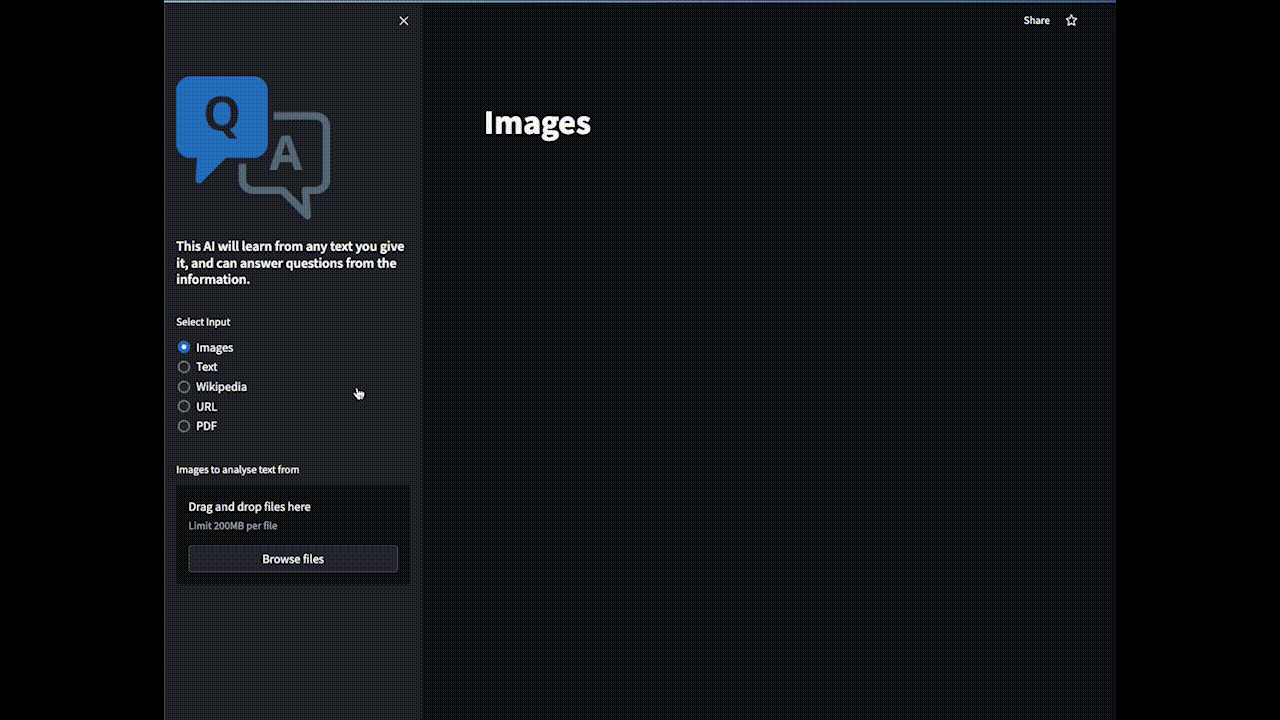 Share
Q
A
Images
This AI will learn from any text you give
it, and can answer questions from the
information.
Select Input
Images
Text
Wikipedia
URL
PDF
Images to analyse text from
Drag and drop files here
Limit 200MB per file
Browse files